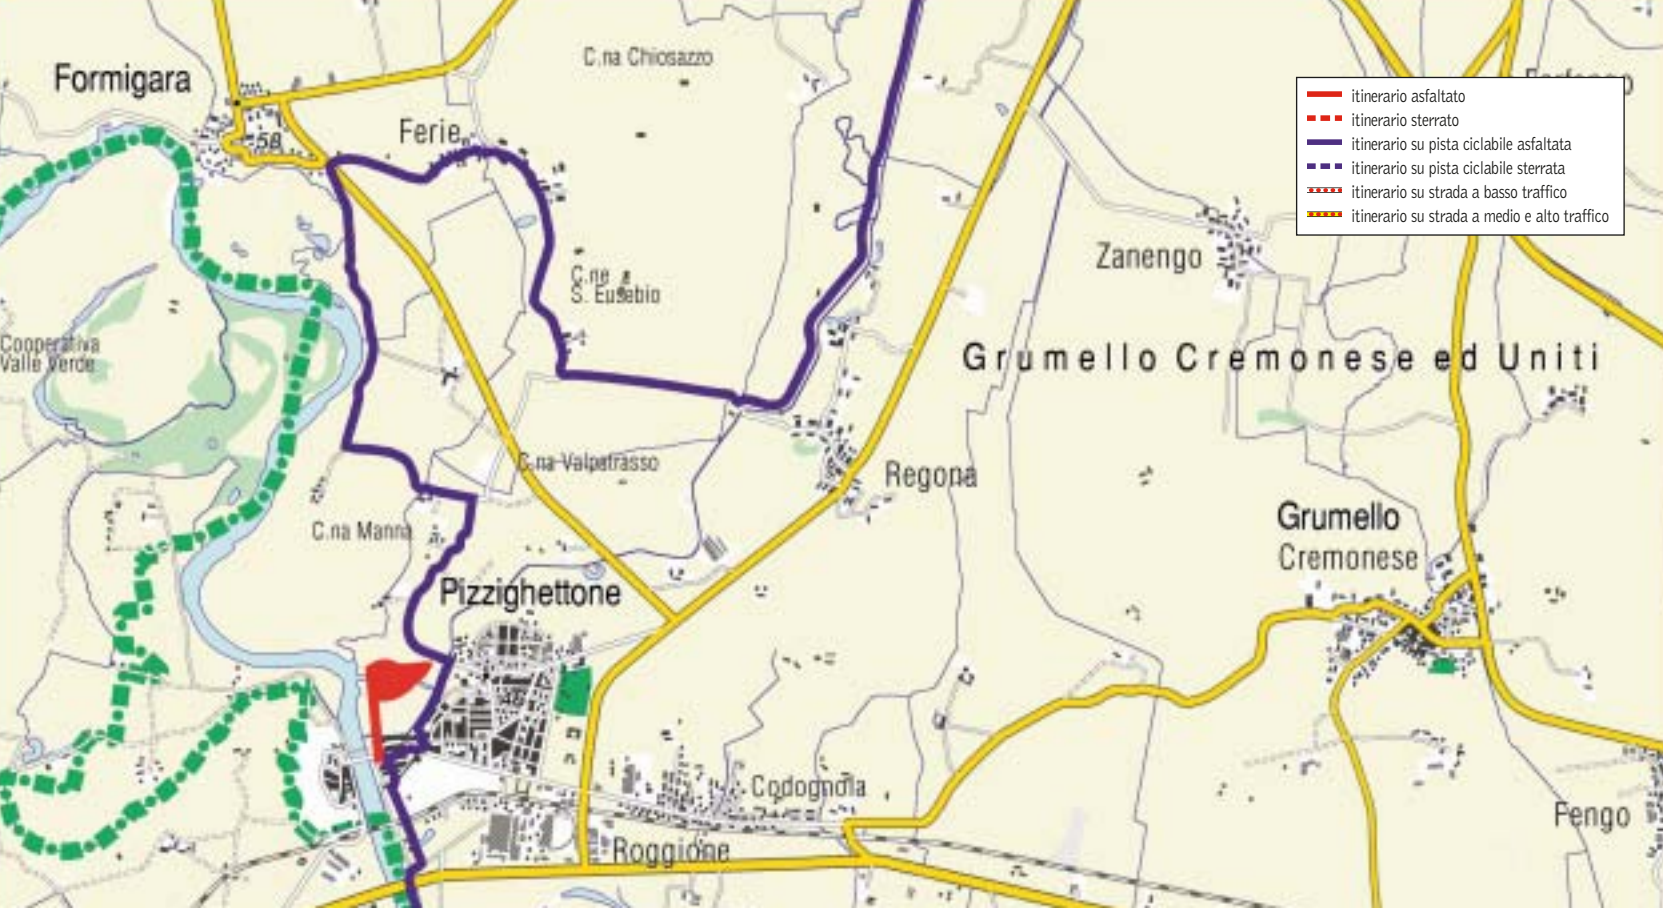 Formigara
C.na Chiosazzo
58
Ferie
itinerario asfaltato
itinerario sterrato
itinerario su pista ciclabile asfaltata
itinerario su pista ciclabile sterrata
itinerario su strada a basso traffico
itinerario su strada a medio e alto traffico
Zanengo
C.ne
S. Eusebio
Cooperativa
Valle Verde
Grumello Cremonese ed Uniti
C.na Valpetrasso
Regona
C.na Manna
Grumello
Cremonese
Pizzighettone
Codognola
Fengo
Roggione